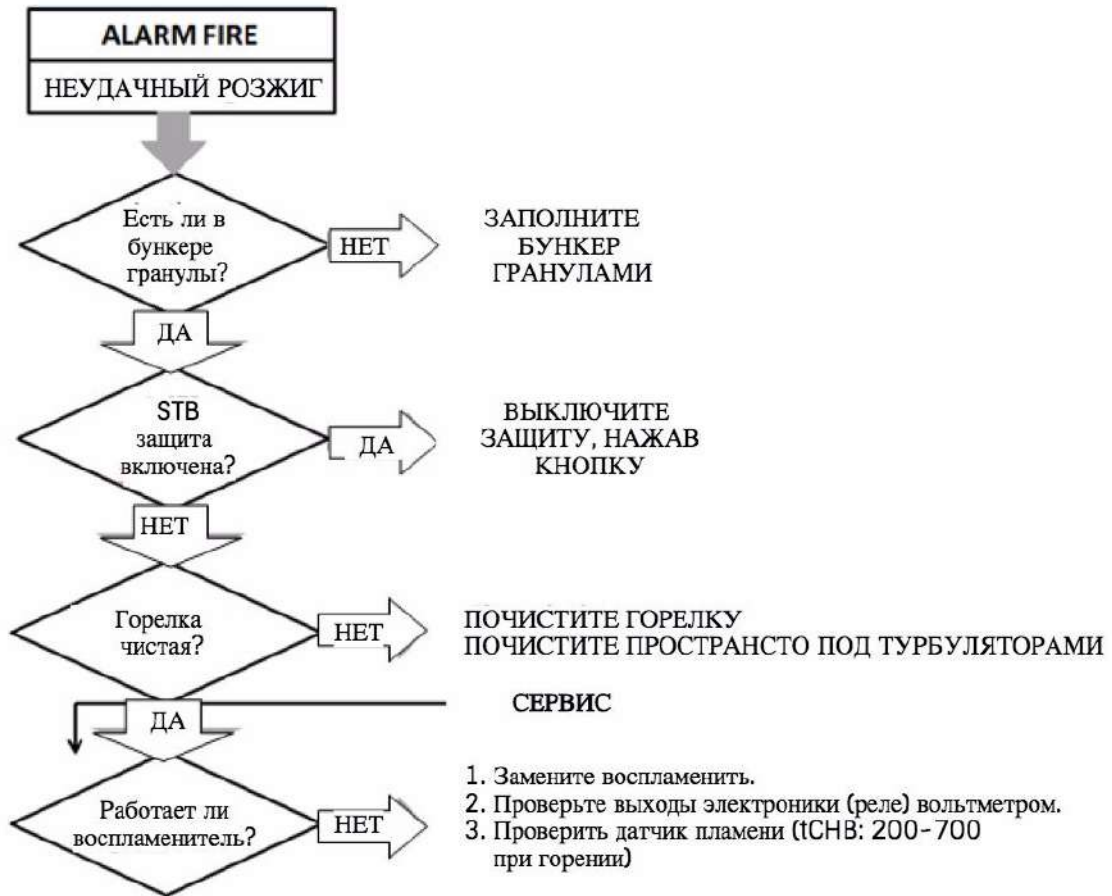 ALARM FIRE
НЕУДАЧНЫЙ РОЗЖИГ
Есть ли в
бункере
гранулы?
НЕТ
ЗАПОЛНИТЕ
БУНКЕР
ГРАНУЛАМИ
ДА
STB
защита
включена?
ДА
ВЫКЛЮЧИТЕ
ЗАЩИТУ, НАЖАВ
КНОПКУ
НЕТ
Горелка
чистая?
НЕТ
ПОЧИСТИТЕ ГОРЕЛКУ
ПОЧИСТИТЕ ПРОСТРАНСТО ПОД ТУРБУЛЯТОРАМИ
СЕРВИС
ДА
Работает ли
воспламенитель?
НЕТ
1. Замените воспламенить.
2. Проверьте выходы электроники (реле) вольтметром.
3. Проверить датчик пламени (tCHB: 200-700
при горении)